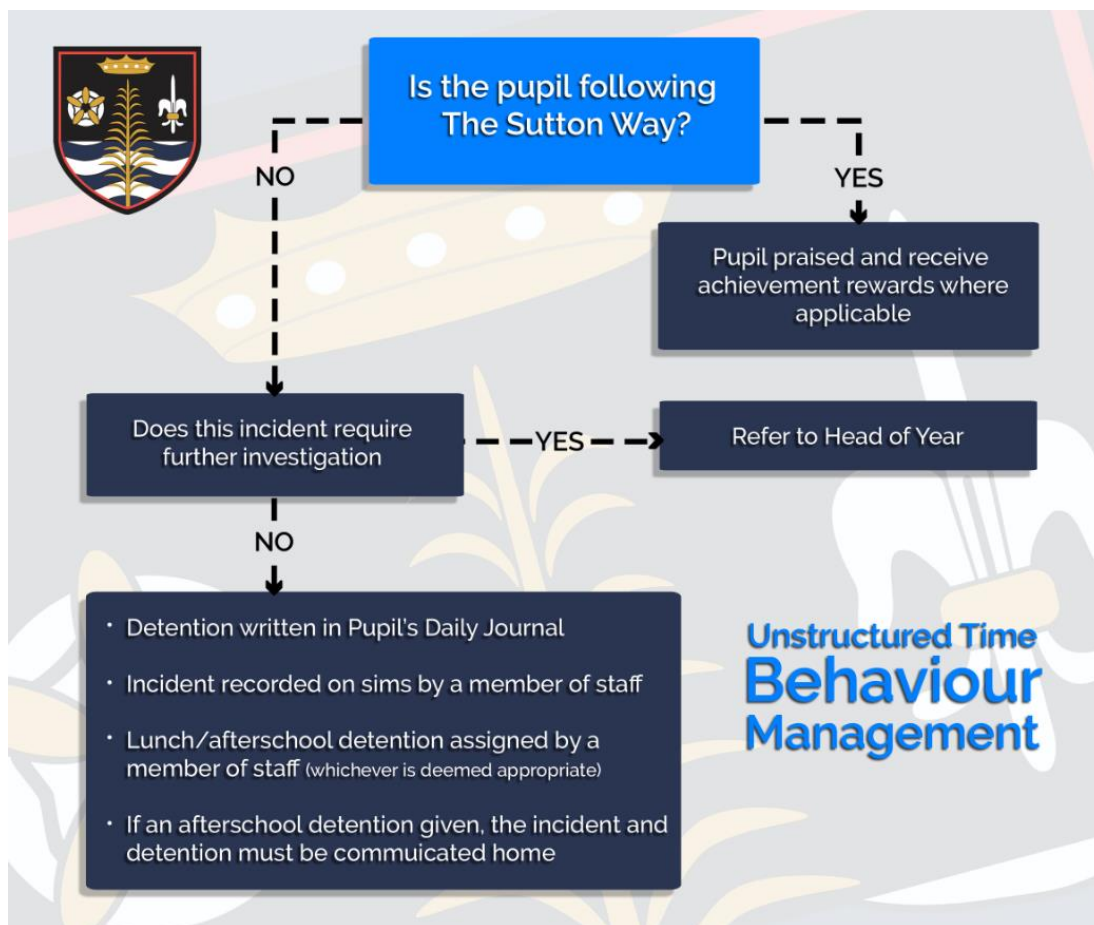 Is the pupil following
The Sutton Way?
NO
YES
Pupil praised and receive
achievement rewards where
applicable
Does this incident require
further investigation
YES
Refer to Head of Year
NO
· Detention written in Pupil's Daily Journal
· Incident recorded on sims by a member of staff
· Lunch/afterschool detention assigned by a
member of staff (whichever is deemed appropriate)
· If an afterschool detention given, the incident and
detention must be commuicated home
Unstructured Time
Behaviour
Management